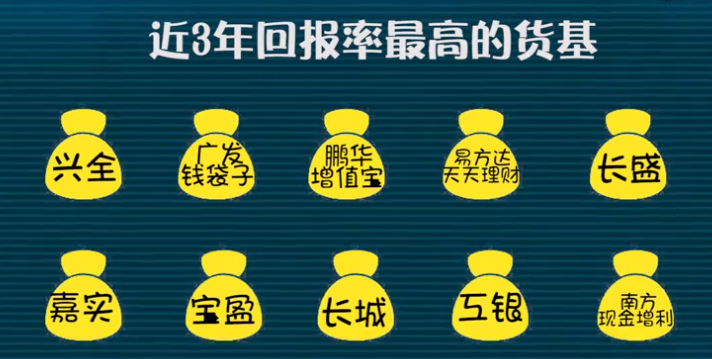 近3年回报率最高的货基
兴全
广发
钱袋子
鹏华
增值宝
易方达
天天理财
长盛
嘉实
宝盈
长城
工银
南方
现金增利